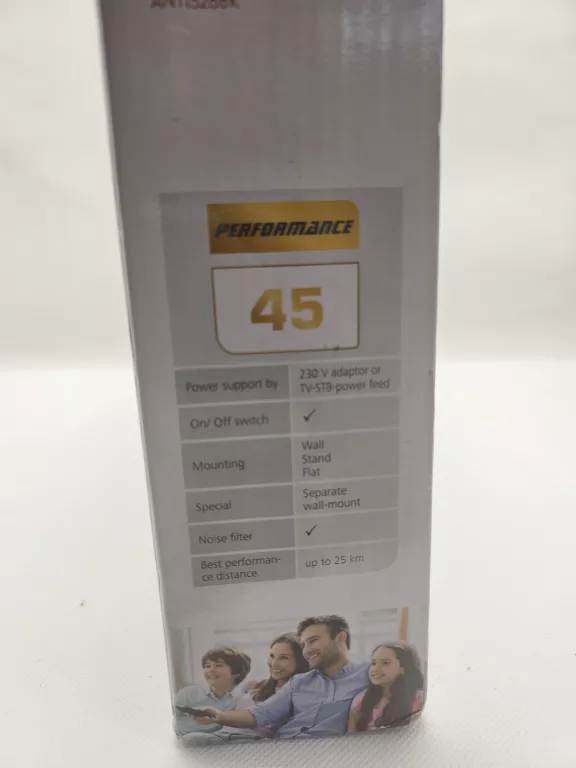 PERFORMANCE
45
Power support by
230 V adaptor or
TV-STB-power feed
On/ Off switch
✓
Mounting
Wall
Stand
Flat
Special
Separate
wall-mount
Noise filter
✓
Best performan-
ce distance
up to 25 km